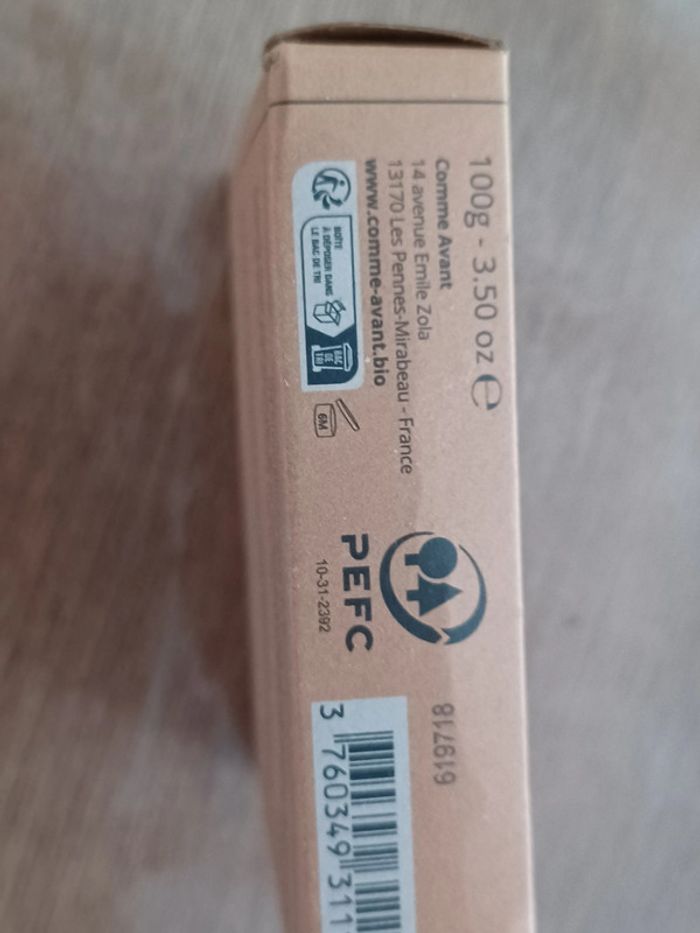 100g - 3.50 oz ℮
Comme Avant
14 avenue Emile Zola
13170 Les Pennes-Mirabeau - France
www.comme-avant.bio
BOÎTE
À DÉPOSER DANS
LE BAC DE TRI
BAC
DE
TRI
6M
PEFC
10-31-2392
619718
3 760349 311